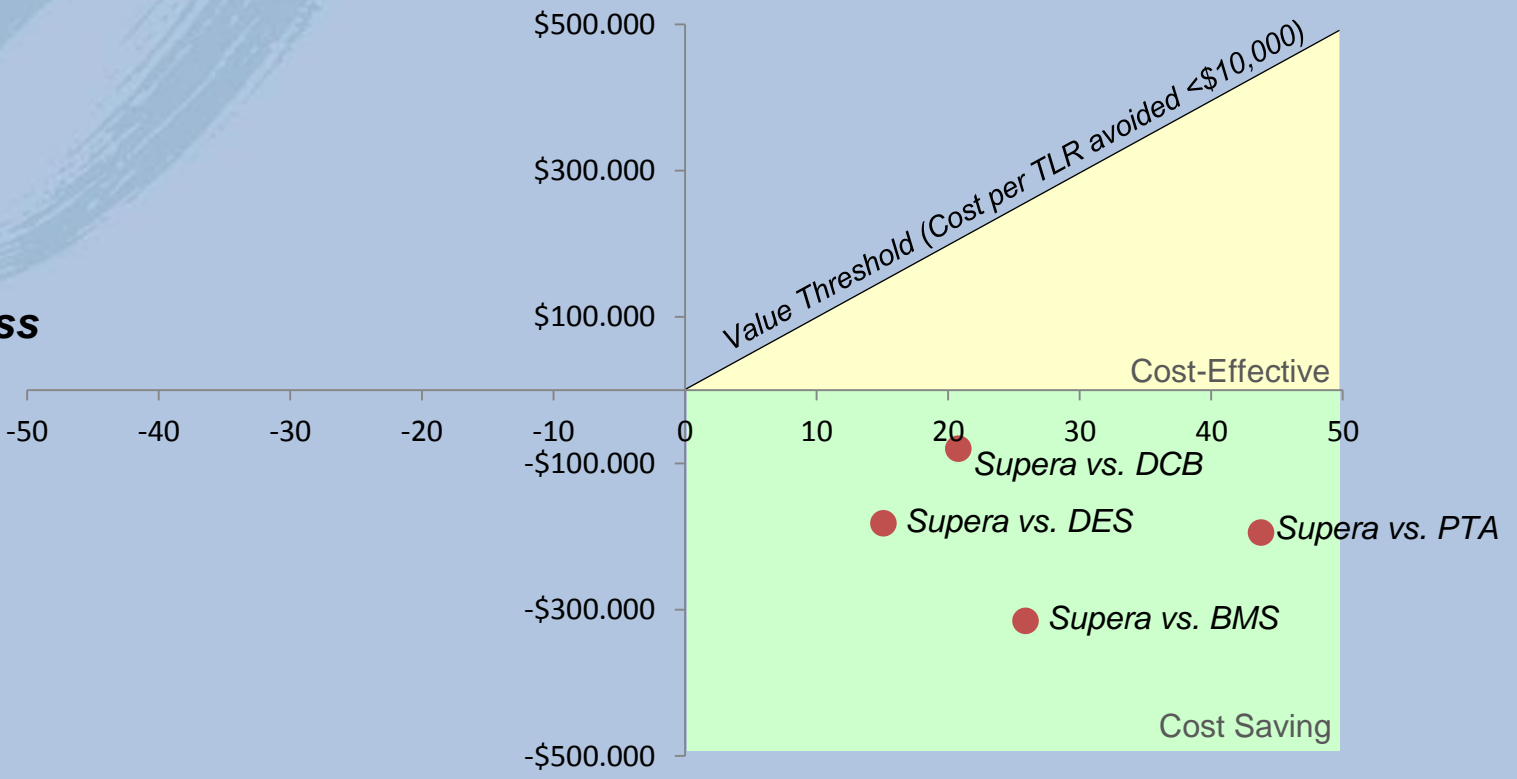 $500.000
Value Threshold (Cost per TLR avoided <$10,000)
$300.000
$100.000
ss
Cost-Effective
-50 -40 -30 -20 -10 0 10 20 30 40 50
-$100.000
Supera vs. DCB
Supera vs. DES
Supera vs. PTA
-$300.000
Supera vs. BMS
Cost Saving
-$500.000